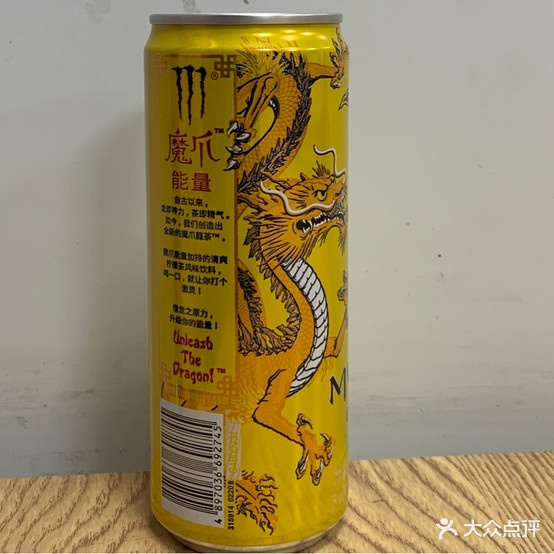 魔爪™
能量
自古以来,
龙即神力,茶即精气。
如今,我们创造出
全新的魔爪龍茶™。
魔爪能量加持的清爽
柠檬茶风味饮料,
喝一口,就让你打个
激灵!
借龙之原力,
升级你的能量!
Unleash
The
Dragon!™
M
4 897036 692745
315914 02208
大众点评